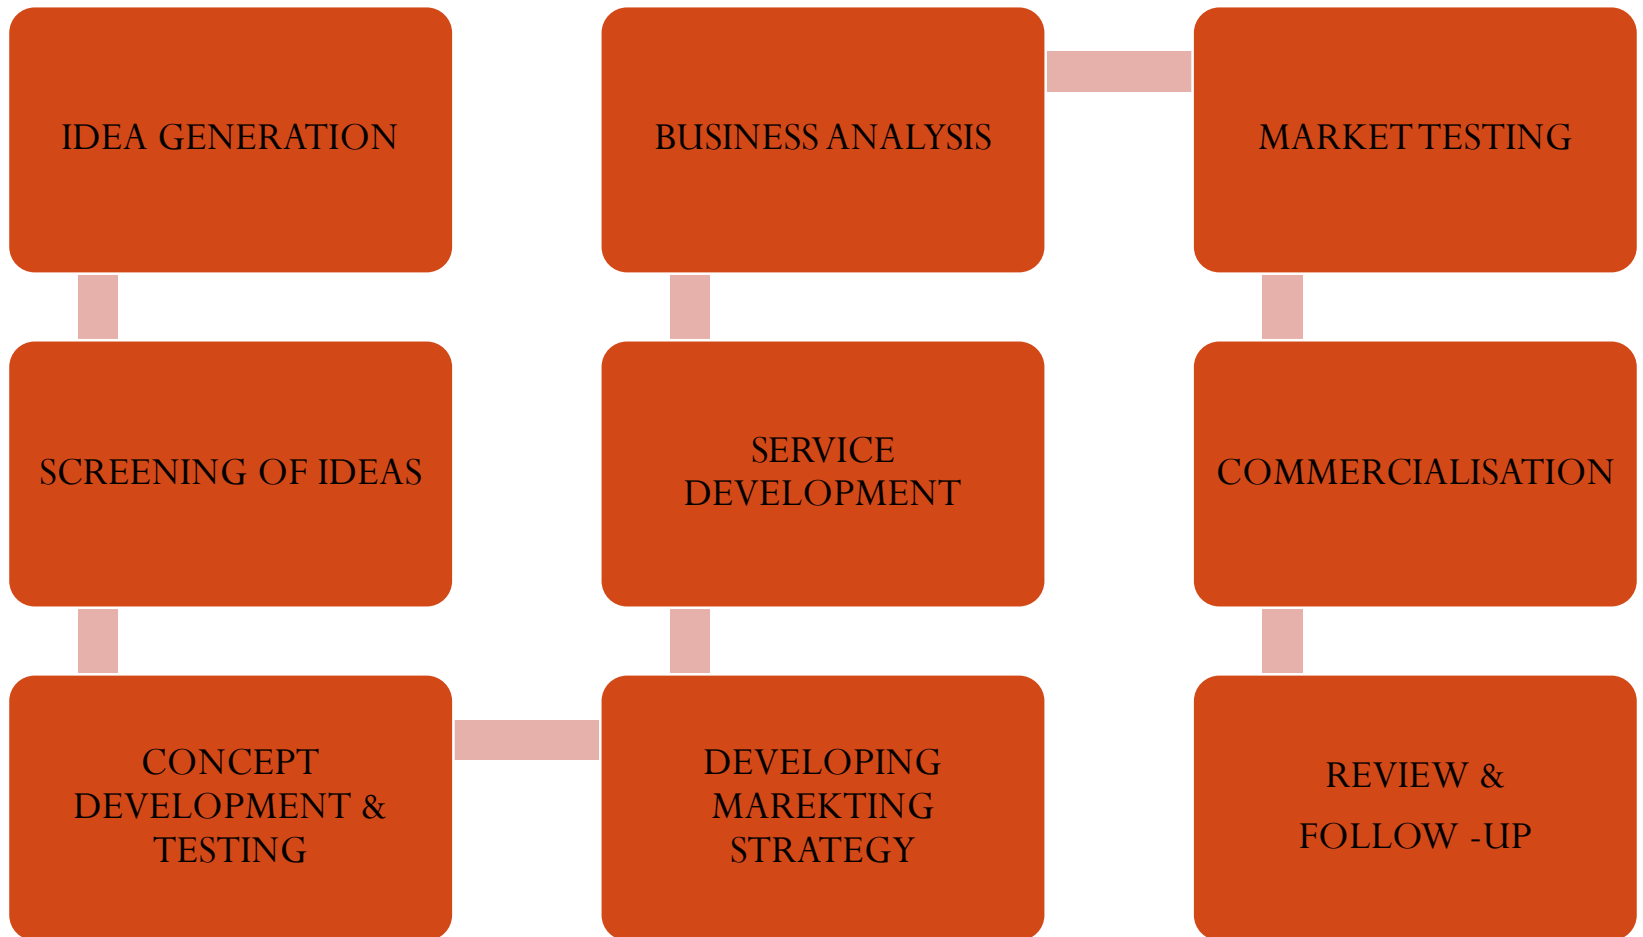 IDEA GENERATION
SCREENING OF IDEAS
CONCEPT
DEVELOPMENT &
TESTING
DEVELOPING
MAREKTING
STRATEGY
SERVICE
DEVELOPMENT
BUSINESS ANALYSIS
MARKET TESTING
COMMERCIALISATION
REVIEW &
FOLLOW -UP